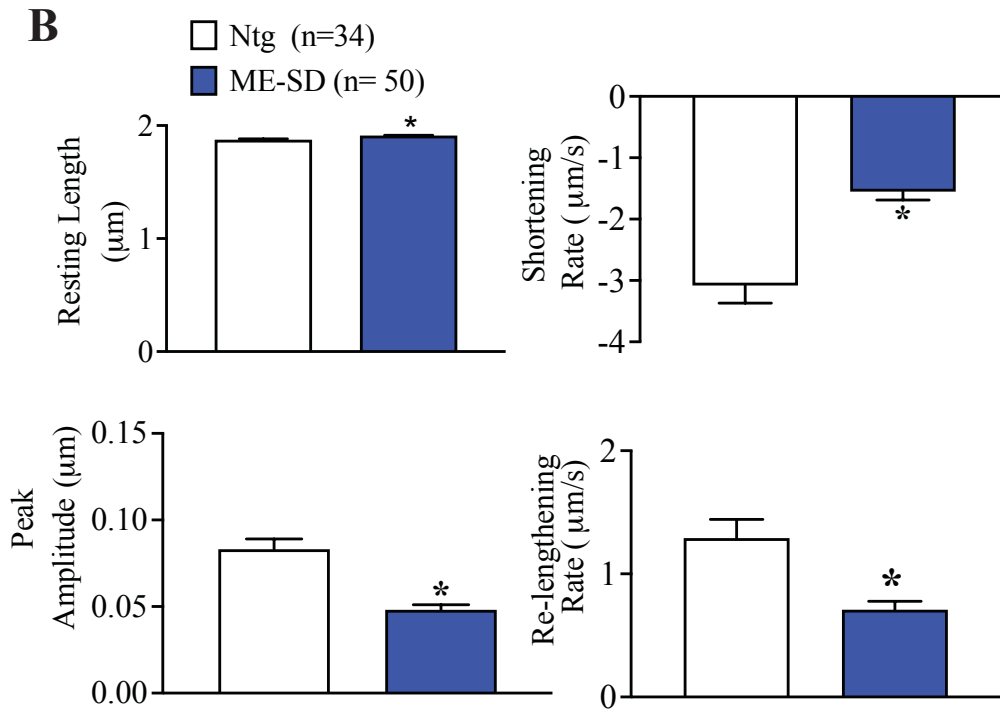 B
Ntg (n=34)
ME-SD (n= 50)
Resting Length
(μm)
2
1
0
*
Shortening
Rate ( μm/s)
0
-1
-2
-3
-4
*
Peak
Amplitude (μm)
0.15
0.10
0.05
0.00
*
Re-lengthening
Rate ( μm/s)
2
1
0
*